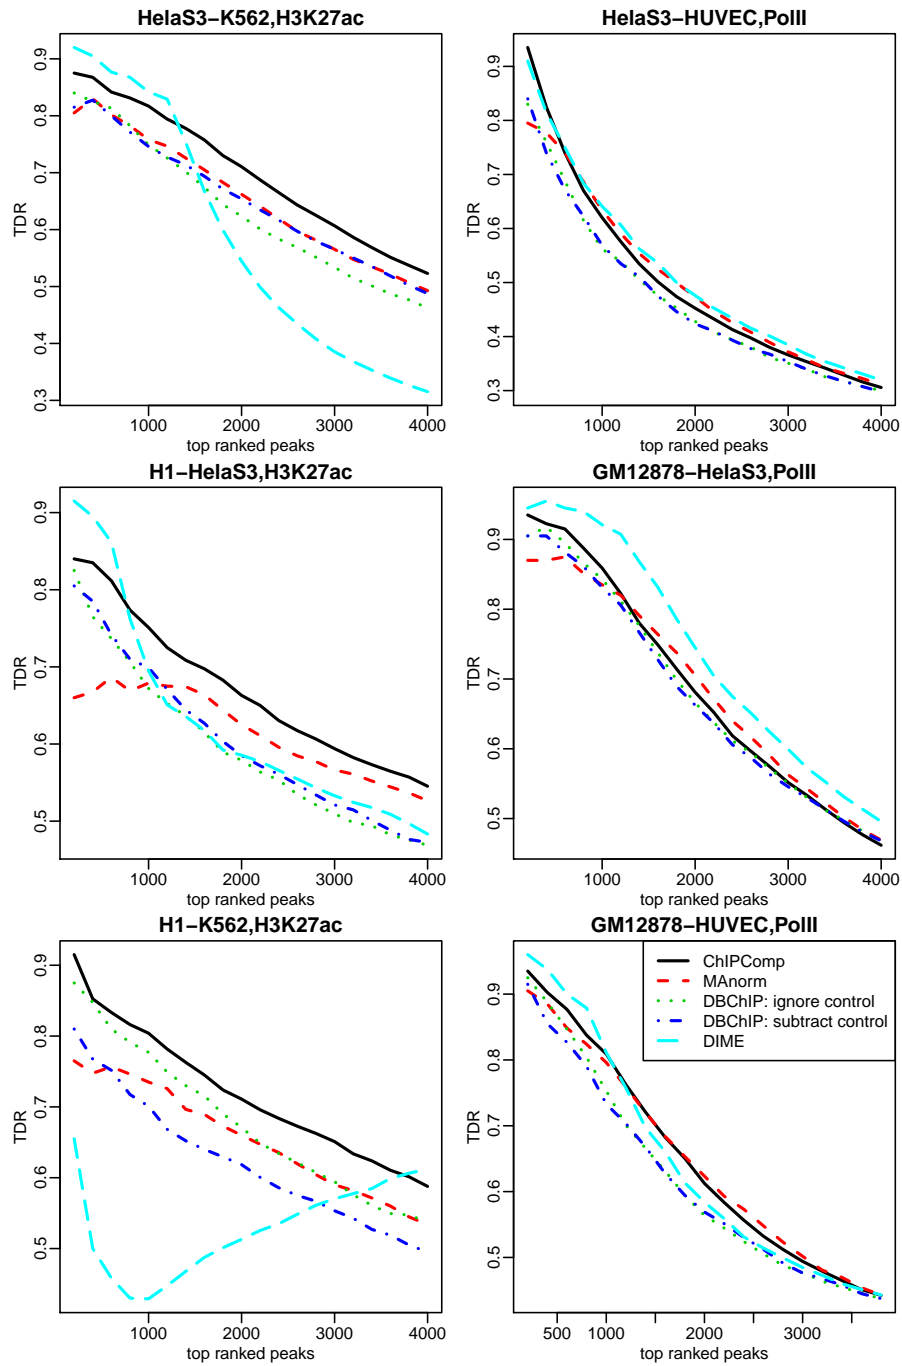 HelaS3−K562,H3K27ac
TDR
0.3 0.4 0.5 0.6 0.7 0.8 0.9
1000 2000 3000 4000
top ranked peaks
HelaS3−HUVEC,PolII
TDR
0.3 0.4 0.5 0.6 0.7 0.8 0.9
1000 2000 3000 4000
top ranked peaks
H1−HelaS3,H3K27ac
TDR
0.5 0.6 0.7 0.8 0.9
1000 2000 3000 4000
top ranked peaks
GM12878−HelaS3,PolII
TDR
0.5 0.6 0.7 0.8 0.9
1000 2000 3000 4000
top ranked peaks
H1−K562,H3K27ac
TDR
0.5 0.6 0.7 0.8 0.9
1000 2000 3000 4000
top ranked peaks
GM12878−HUVEC,PolII
TDR
0.5 0.6 0.7 0.8 0.9
500 1000 2000 3000
top ranked peaks
ChIPComp
MAnorm
DBChIP: ignore control
DBChIP: subtract control
DIME